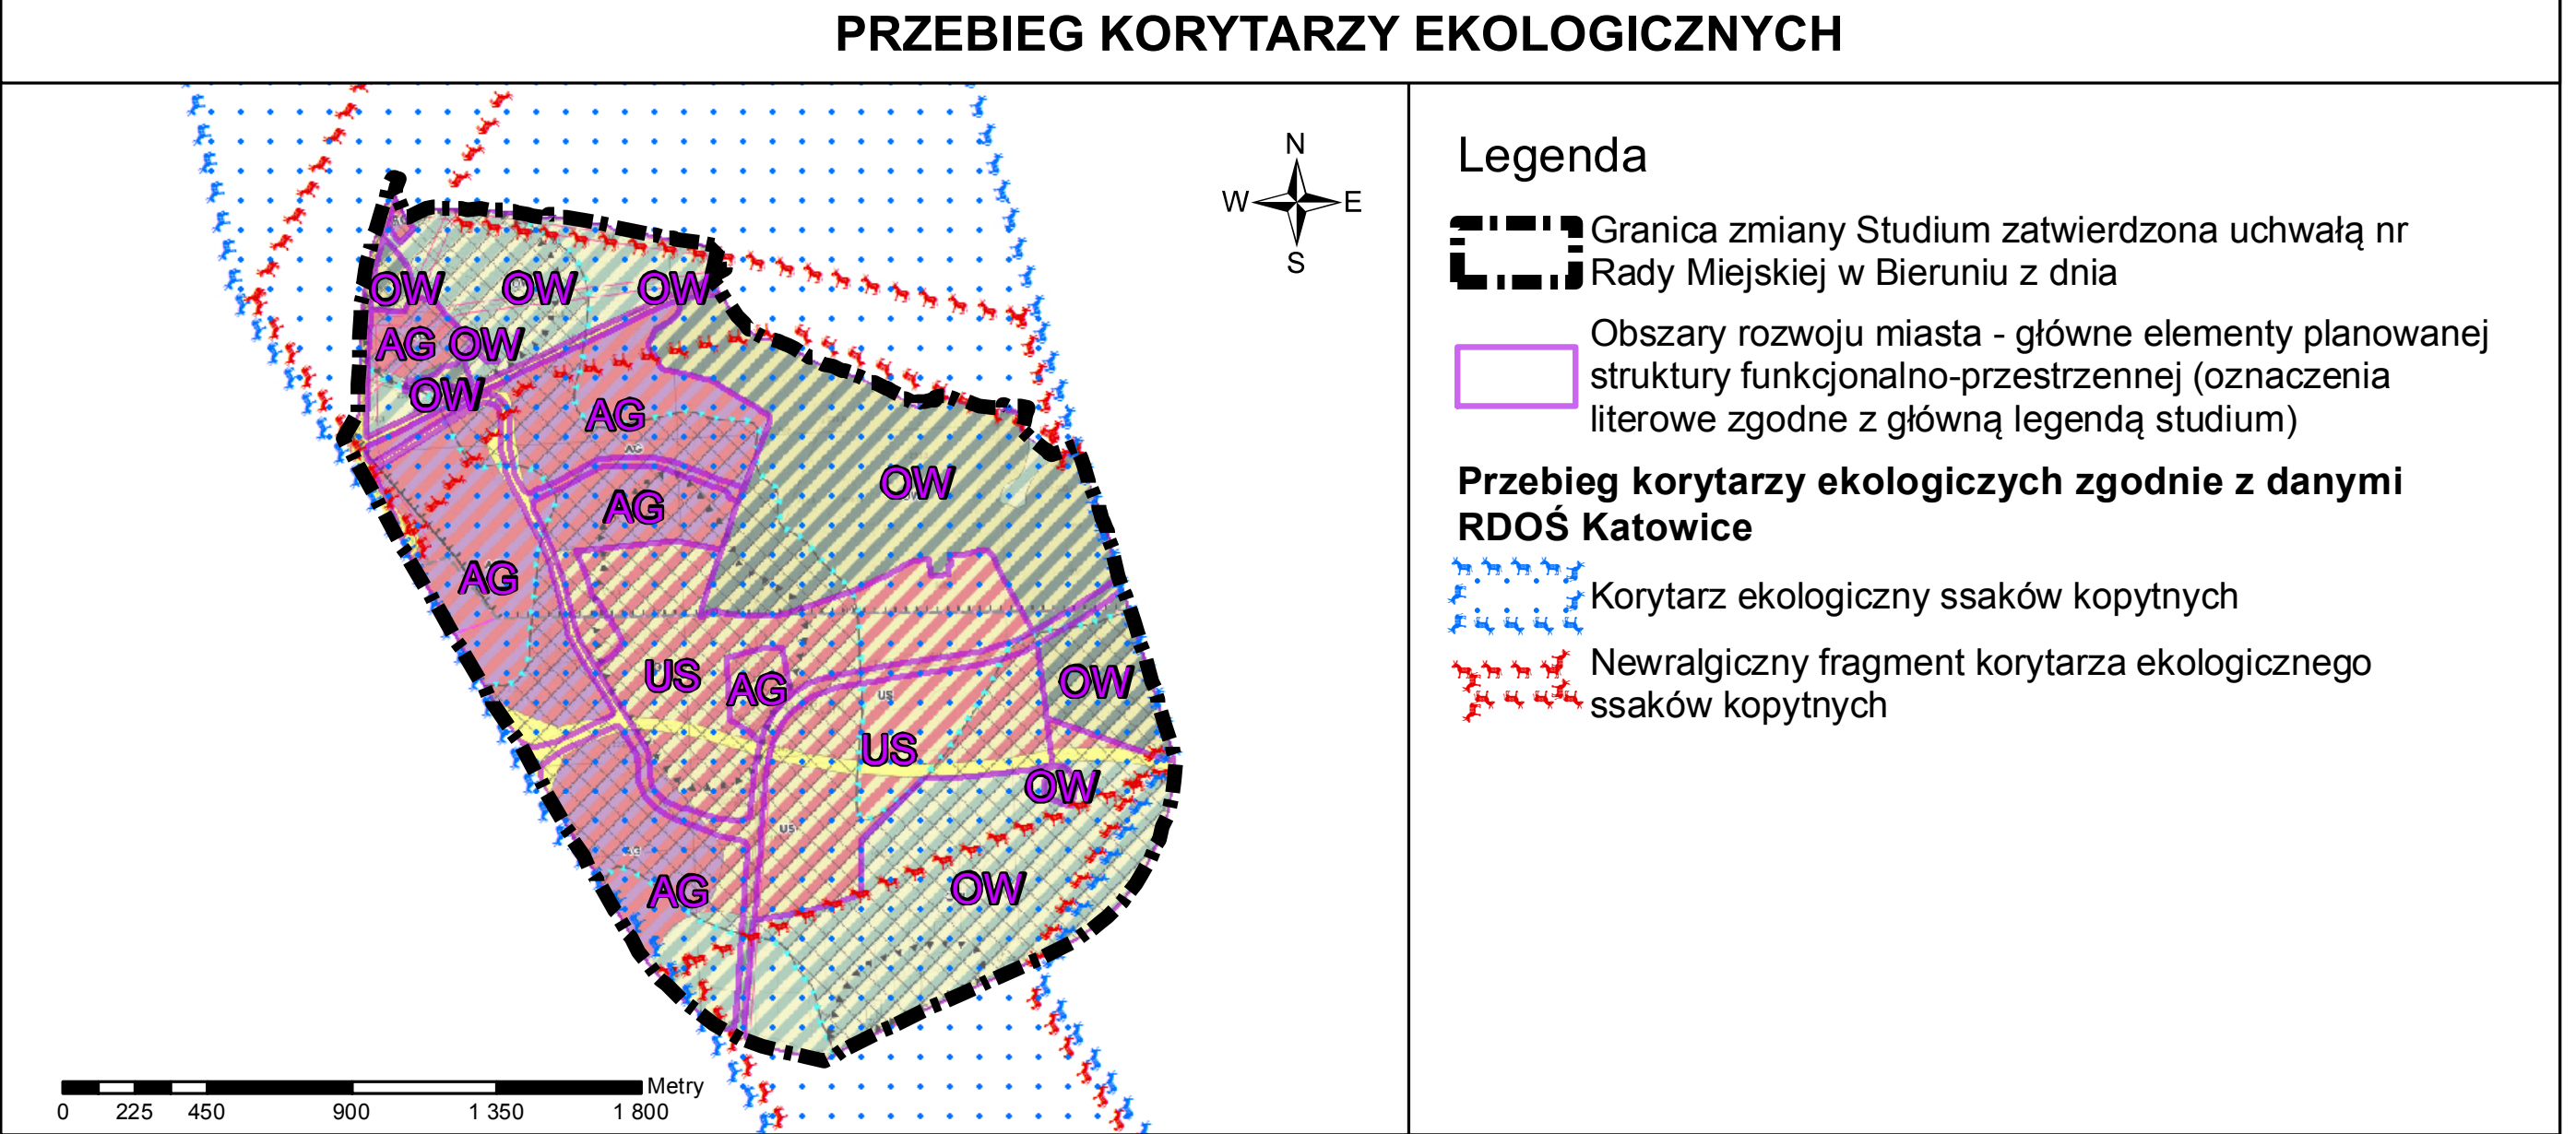 PRZEBIEG KORYTARZY EKOLOGICZNYCH
N
W E
S
OW OW OW
AG OW
OW
AG
AG
OW
AG
AG
US
AG
OW
US
US
OW
US
AG
OW
Metry
0 225 450 900 1 350 1 800
Legenda
Granica zmiany Studium zatwierdzona uchwałą nr
Rady Miejskiej w Bieruniu z dnia
Obszary rozwoju miasta - główne elementy planowanej
struktury funkcjonalno-przestrzennej (oznaczenia
literowe zgodne z główną legendą studium)
Przebieg korytarzy ekologiczych zgodnie z danymi
RDOŚ Katowice
Korytarz ekologiczny ssaków kopytnych
Newralgiczny fragment korytarza ekologicznego
ssaków kopytnych